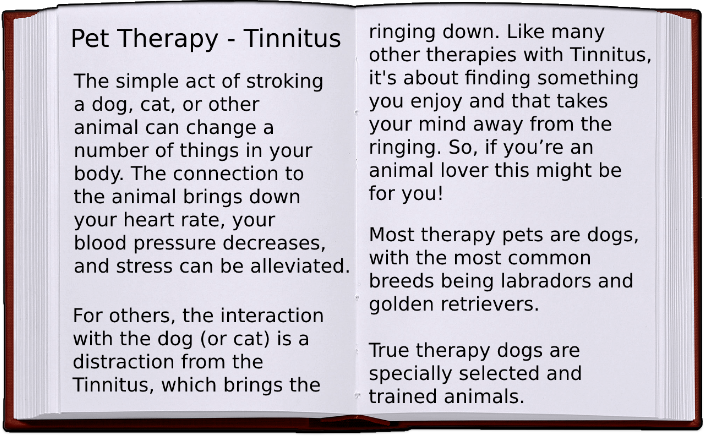 Pet Therapy - Tinnitus
The simple act of stroking
a dog, cat, or other
animal can change a
number of things in your
body. The connection to
the animal brings down
your heart rate, your
blood pressure decreases,
and stress can be alleviated.
For others, the interaction
with the dog (or cat) is a
distraction from the
Tinnitus, which brings the
ringing down. Like many
other therapies with Tinnitus,
it's about finding something
you enjoy and that takes
your mind away from the
ringing. So, if you’re an
animal lover this might be
for you!
Most therapy pets are dogs,
with the most common
breeds being labradors and
golden retrievers.
True therapy dogs are
specially selected and
trained animals.